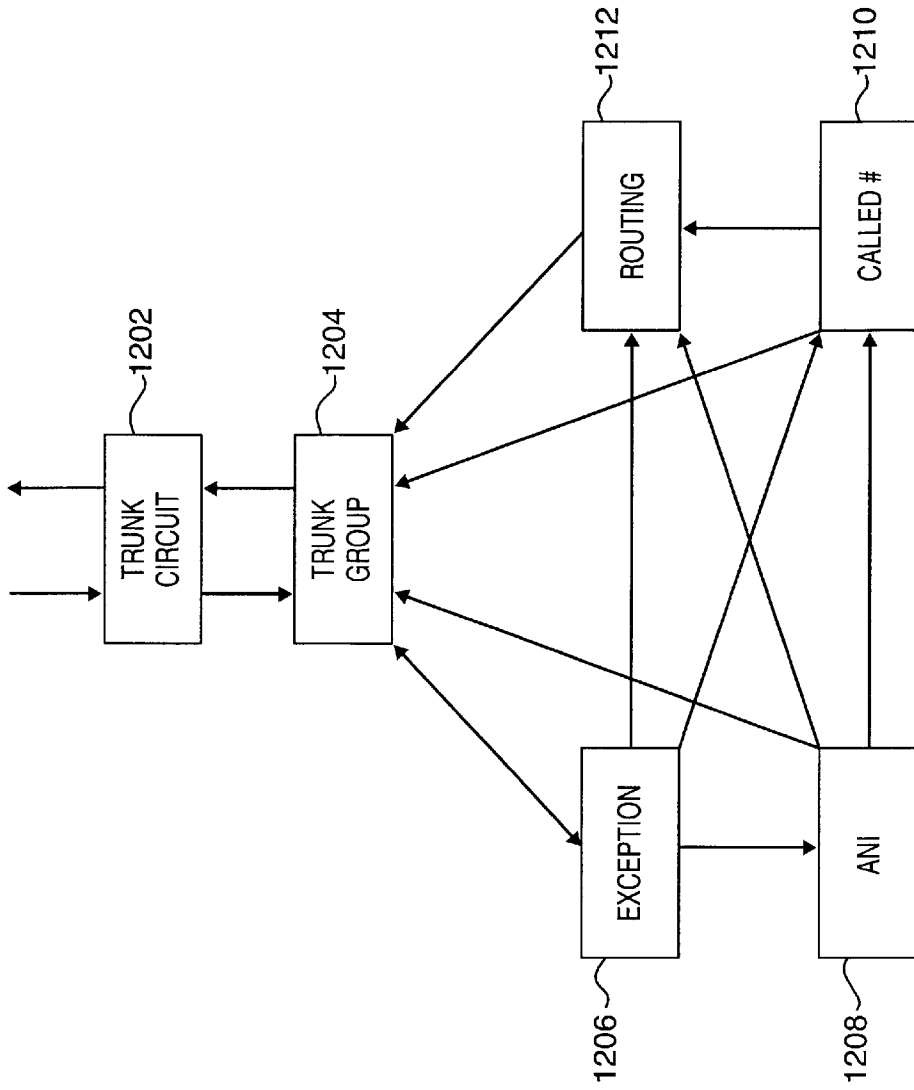 1202
TRUNK
CIRCUIT
1204
TRUNK
GROUP
1206
EXCEPTION
1212
ROUTING
1208
ANI
1210
CALLED #